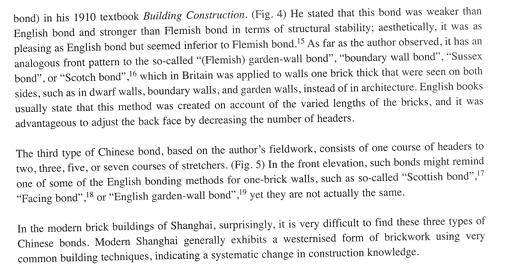 bond) in his 1910 textbook Building Construction. (Fig. 4) He stated that this bond was weaker than
English bond and stronger than Flemish bond in terms of structural stability; aesthetically, it was as
pleasing as English bond but seemed inferior to Flemish bond.15 As far as the author observed, it has an
analogous front pattern to the so-called “(Flemish) garden-wall bond”, “boundary wall bond”, “Sussex
bond”, or “Scotch bond”,16 which in Britain was applied to walls one brick thick that were seen on both
sides, such as in dwarf walls, boundary walls, and garden walls, instead of in architecture. English books
usually state that this method was created on account of the varied lengths of the bricks, and it was
advantageous to adjust the back face by decreasing the number of headers.
The third type of Chinese bond, based on the author’s fieldwork, consists of one course of headers to
two, three, five, or seven courses of stretchers. (Fig. 5) In the front elevation, such bonds might remind
one of some of the English bonding methods for one-brick walls, such as so-called “Scottish bond”,17
“Facing bond”,18 or “English garden-wall bond”,19 yet they are not actually the same.
In the modern brick buildings of Shanghai, surprisingly, it is very difficult to find these three types of
Chinese bonds. Modern Shanghai generally exhibits a westernised form of brickwork using very
common building techniques, indicating a systematic change in construction knowledge.